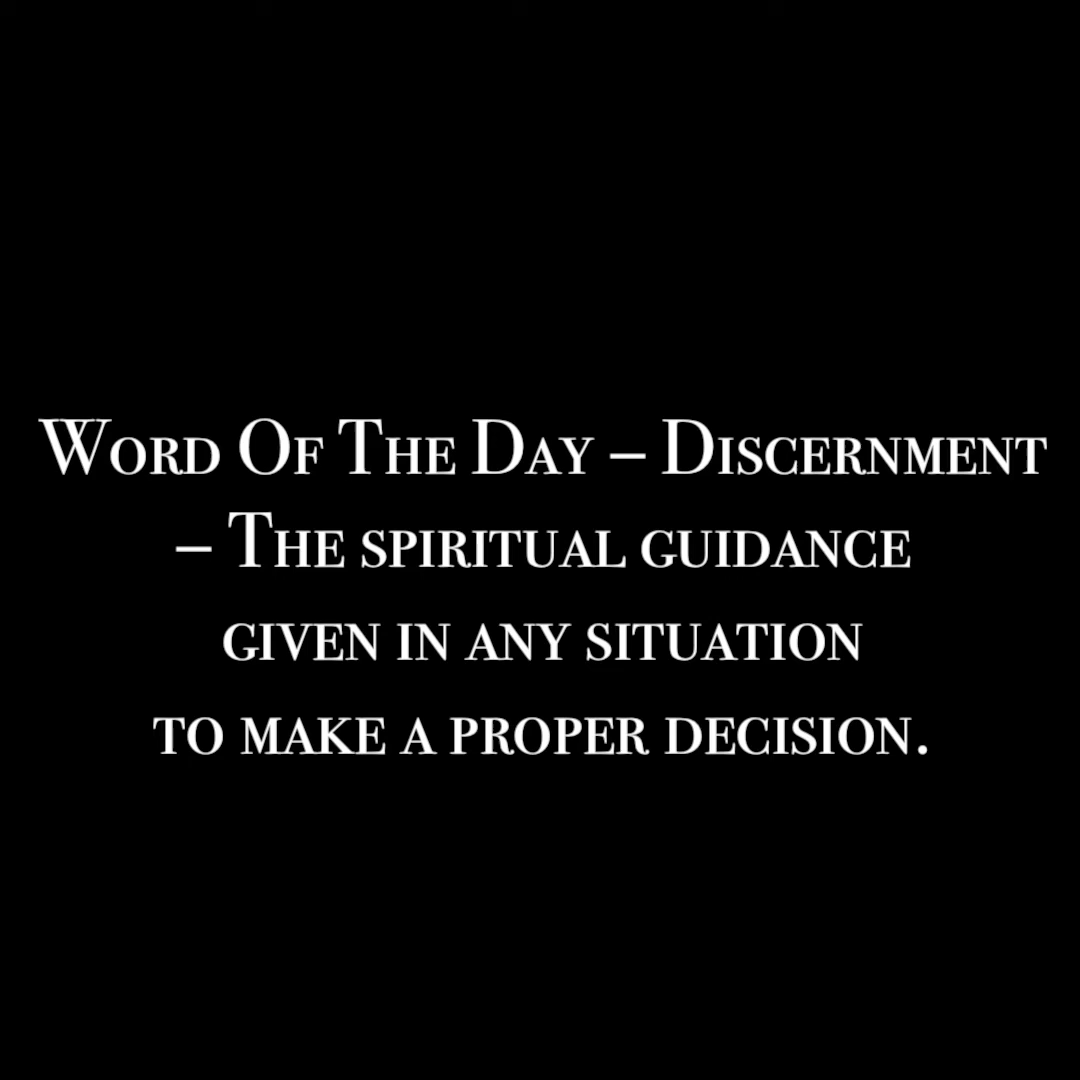 Word Of The Day – Discernment
– The spiritual guidance
given in any situation
to make a proper decision.